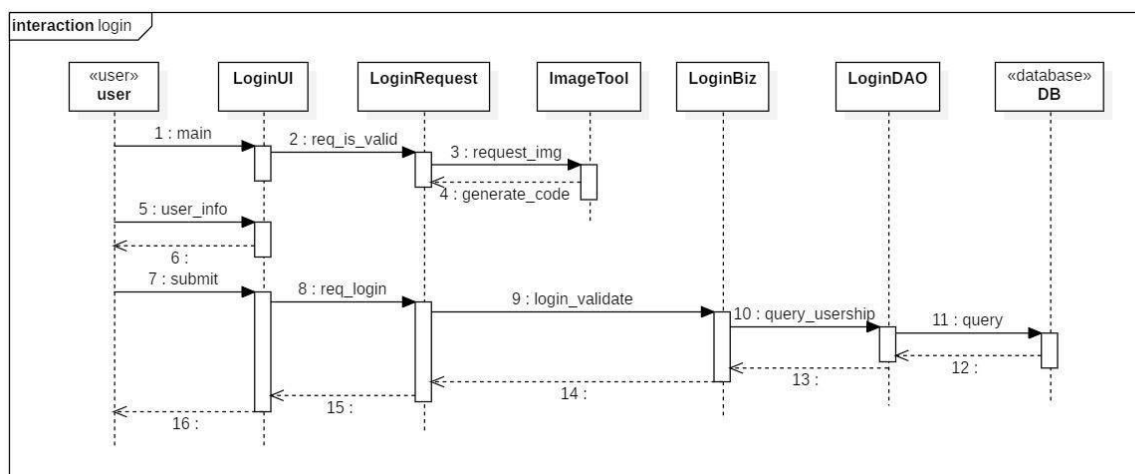 interaction login
«user»
user
LoginUI
LoginRequest
ImageTool
LoginBiz
LoginDAO
«database»
DB
1 : main
2 : req_is_valid
3 : request_img
4 : generate_code
5 : user_info
6 :
7 : submit
8 : req_login
9 : login_validate
10 : query_usership
11 : query
12 :
13 :
14 :
15 :
16 :